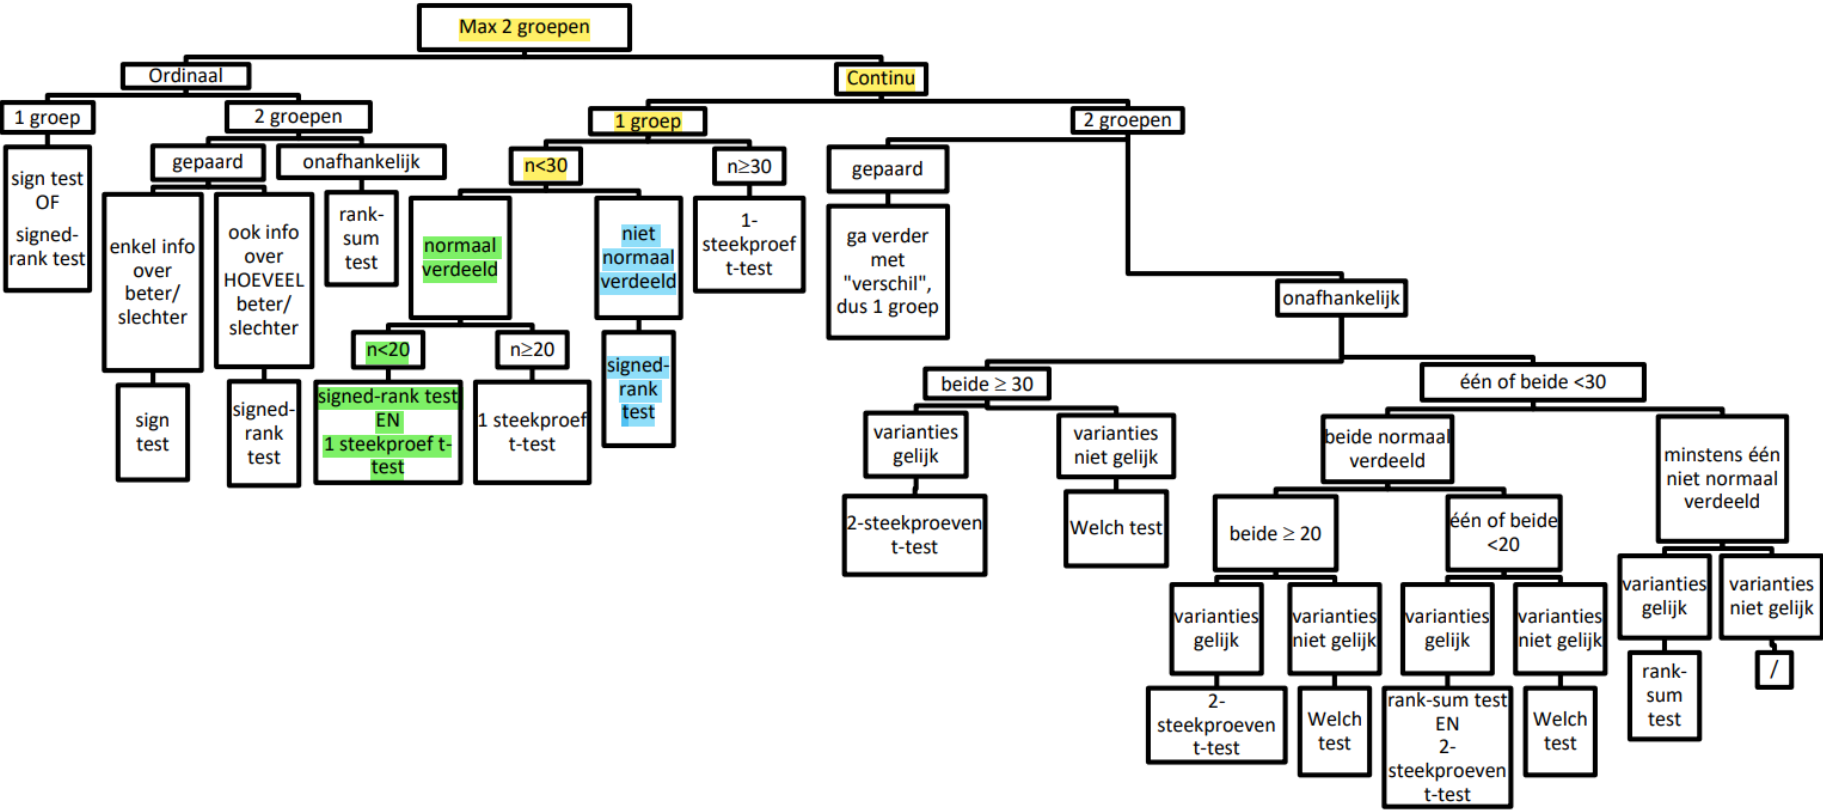 Max 2 groepen
Ordinaal
Continu
1 groep
2 groepen
1 groep
2 groepen
sign test
OF
signed-
rank test
gepaard
onafhankelijk
enkel info
over
beter/
slechter
ook info
over
HOEVEEL
beter/
slechter
rank-
sum
test
sign
test
signed-
rank
test
n<30
n≥30
normaal
verdeeld
niet
normaal
verdeeld
1-
steekproef
t-test
n<20
n≥20
signed-rank test
EN
1 steekproef t-
test
1 steekproef
t-test
signed-
rank
test
gepaard
ga verder
met
"verschil",
dus 1 groep
onafhankelijk
beide ≥ 30
één of beide <30
varianties
gelijk
varianties
niet gelijk
2-steekproeven
t-test
Welch test
beide normaal
verdeeld
minstens één
niet normaal
verdeeld
beide ≥ 20
één of beide
<20
varianties
gelijk
varianties
niet gelijk
varianties
gelijk
varianties
niet gelijk
varianties
gelijk
varianties
niet gelijk
2-
steekproeven
t-test
Welch
test
rank-sum test
EN
2-
steekproeven
t-test
Welch
test
rank-
sum
test
/